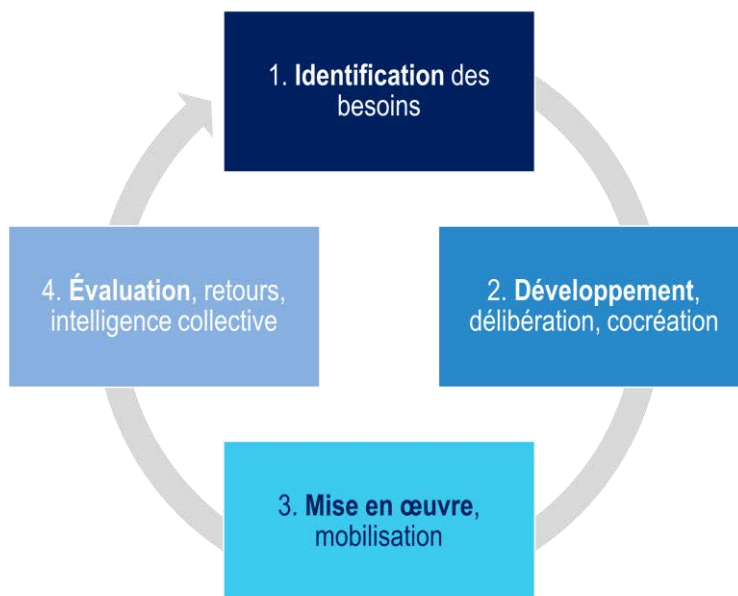 1. Identification des
besoins
2. Développement,
délibération, cocréation
3. Mise en œuvre,
mobilisation
4. Évaluation, retours,
intelligence collective